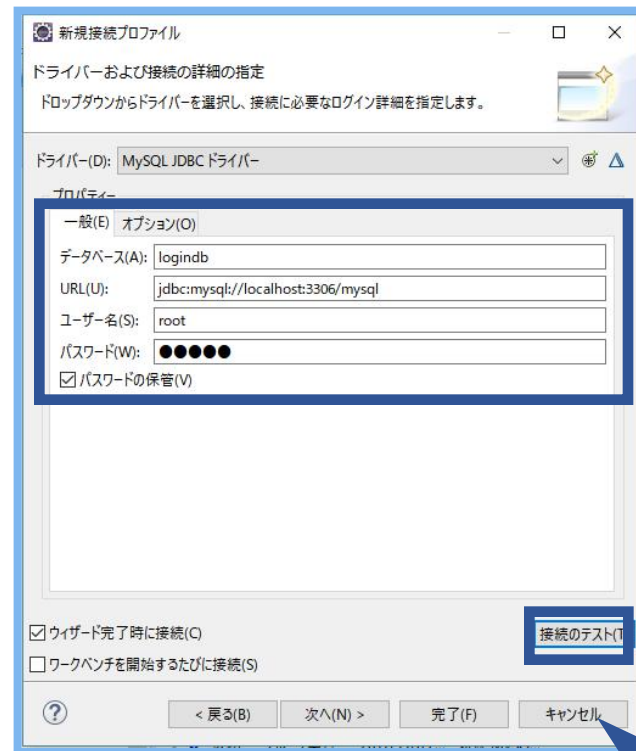 新規接続プロファイル
ドライバーおよび接続の詳細の指定
ドロップダウンからドライバーを選択し、接続に必要なログイン詳細を指定します。
ドライバー(D): MySQL JDBC ドライバー
プロパティー
一般(E) オプション(O)
データベース(A): logindb
URL(U): jdbc:mysql://localhost:3306/mysql
ユーザー名(S): root
パスワード(W): ●●●●●
パスワードの保管(V)
ウィザード完了時に接続(C)
接続のテスト(T
ワークベンチを開始するたびに接続(S)
< 戻る(B) 次へ(N) > 完了(F) キャンセル